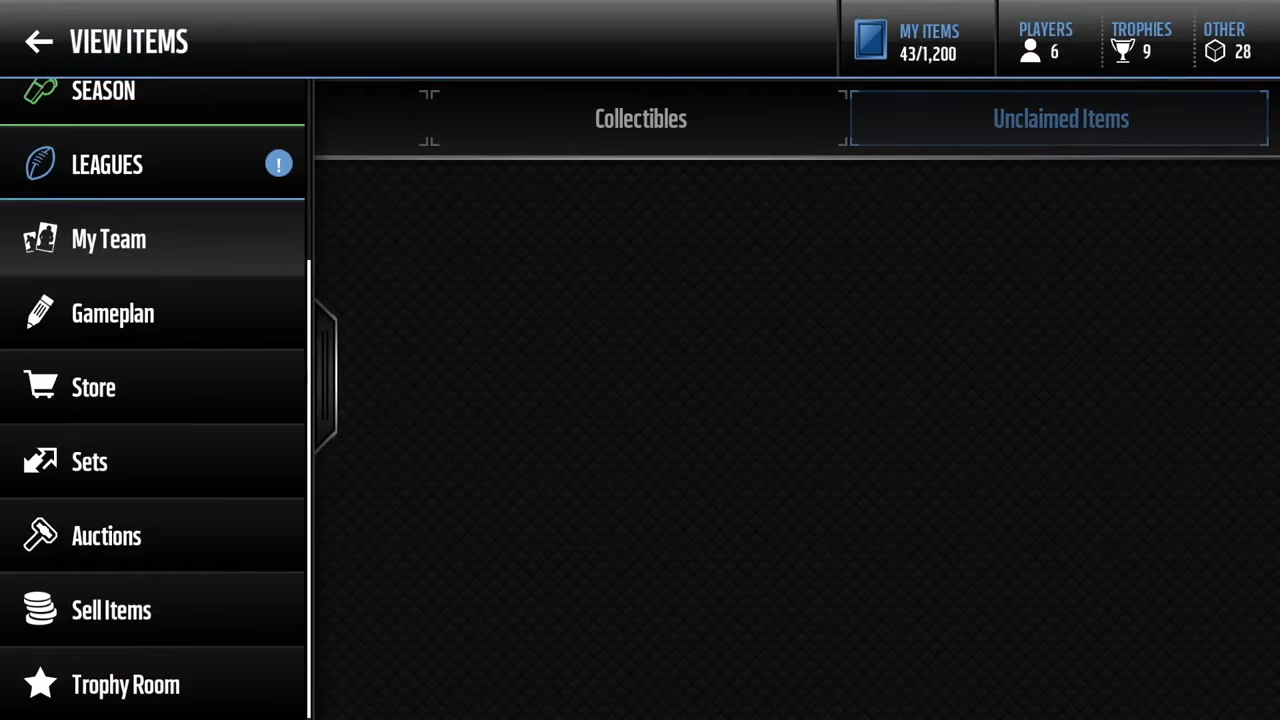 VIEW ITEMS
MY ITEMS
43/1,200
PLAYERS
6
TROPHIES
9
OTHER
28
SEASON
LEAGUES
!
My Team
Gameplan
Store
Sets
Auctions
Sell Items
Trophy Room
Collectibles
Unclaimed Items